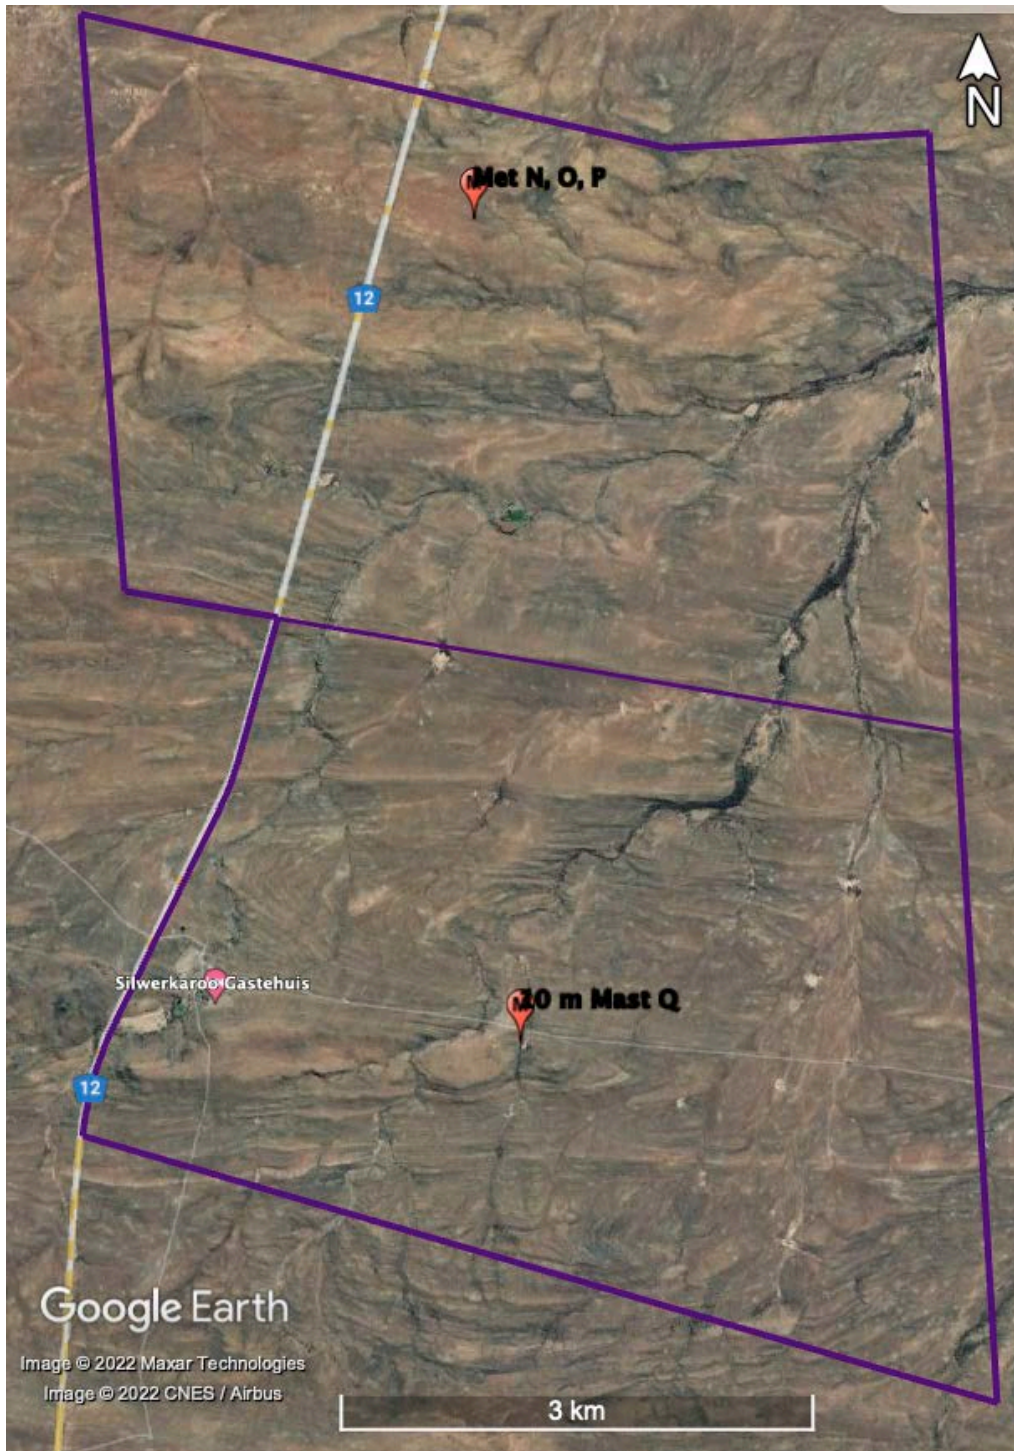 N
Met N, O, P
12
Silwerkaroo Gastehuis
10 m Mast Q
12
Google Earth
Image © 2022 Maxar Technologies
Image © 2022 CNES / Airbus
3 km